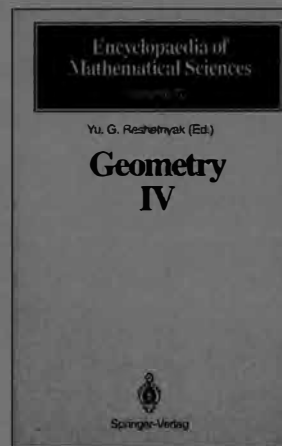 Encyclopaedia of
Mathematical Sciences
Yu. G. Reshetnyak (Ed.)
Geometry
IV
Springer-Verlag